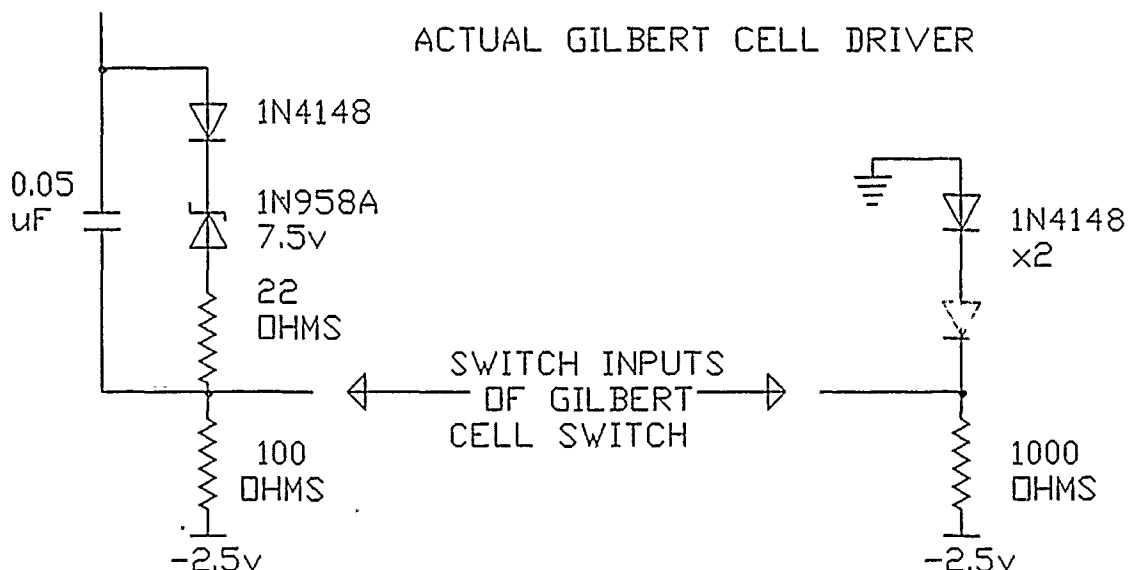 ACTUAL GILBERT CELL DRIVER
1N4148
0.05
uF
1N958A
7.5v
22
OHMS
1N4148
x2
SWITCH INPUTS
OF GILBERT
CELL SWITCH
100
OHMS
1000
OHMS
-2.5v
-2.5v